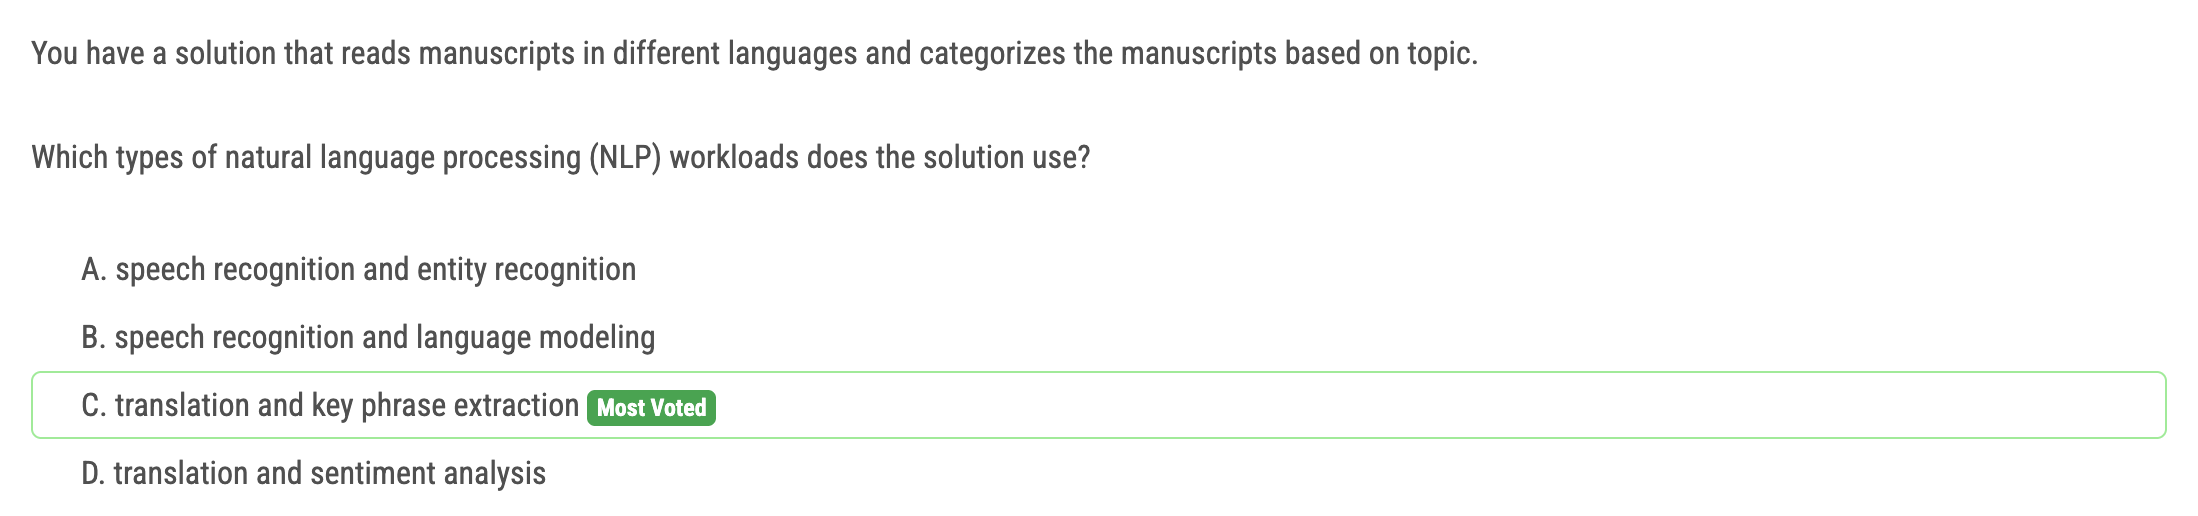 You have a solution that reads manuscripts in different languages and categorizes the manuscripts based on topic.
Which types of natural language processing (NLP) workloads does the solution use?
A. speech recognition and entity recognition
B. speech recognition and language modeling
C. translation and key phrase extraction Most Voted
D. translation and sentiment analysis